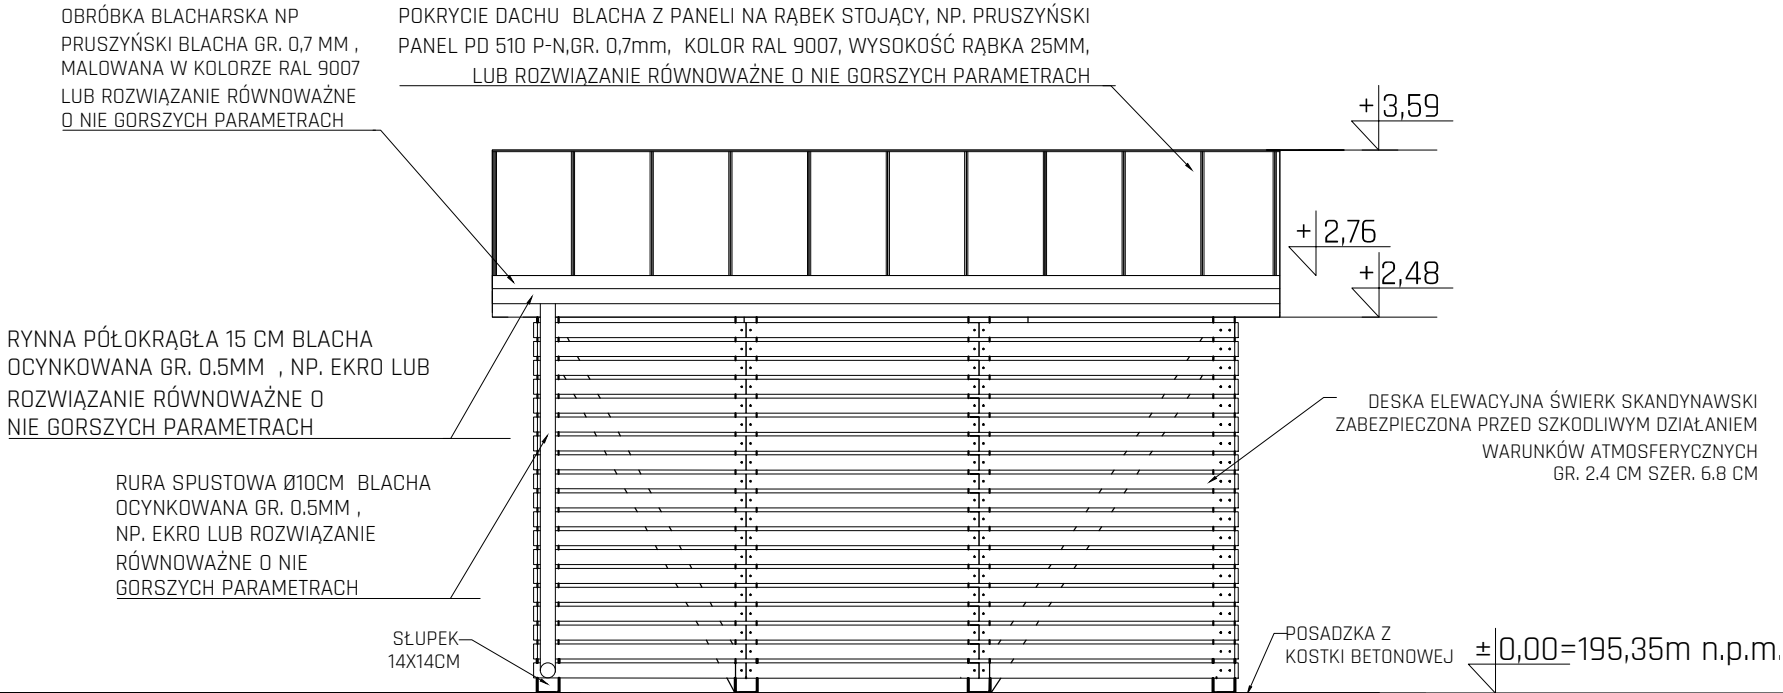 OBRÓBKA BLACHARSKA NP
PRUSZYŃSKI BLACHA GR. 0,7 MM ,
MALOWANA W KOLORZE RAL 9007
LUB ROZWIĄZANIE RÓWNOWAŻNE
O NIE GORSZYCH PARAMETRACH
POKRYCIE DACHU BLACHA Z PANELI NA RĄBEK STOJĄCY, NP. PRUSZYŃSKI
PANEL PD 510 P-N,GR. 0,7mm, KOLOR RAL 9007, WYSOKOŚĆ RĄBKA 25MM,
LUB ROZWIĄZANIE RÓWNOWAŻNE O NIE GORSZYCH PARAMETRACH
+3,59
+2,76
+2,48
RYNNA PÓŁOKRĄGŁA 15 CM BLACHA
OCYNKOWANA GR. 0.5MM , NP. EKRO LUB
ROZWIĄZANIE RÓWNOWAŻNE O
NIE GORSZYCH PARAMETRACH
DESKA ELEWACYJNA ŚWIERK SKANDYNAWSKI
ZABEZPIECZONA PRZED SZKODLIWYM DZIAŁANIEM
WARUNKÓW ATMOSFERYCZNYCH
GR. 2.4 CM SZER. 6.8 CM
RURA SPUSTOWA Ø10CM BLACHA
OCYNKOWANA GR. 0.5MM ,
NP. EKRO LUB ROZWIĄZANIE
RÓWNOWAŻNE O NIE
GORSZYCH PARAMETRACH
SŁUPEK
14X14CM
POSADZKA Z
KOSTKI BETONOWEJ
±0,00=195,35m n.p.m.